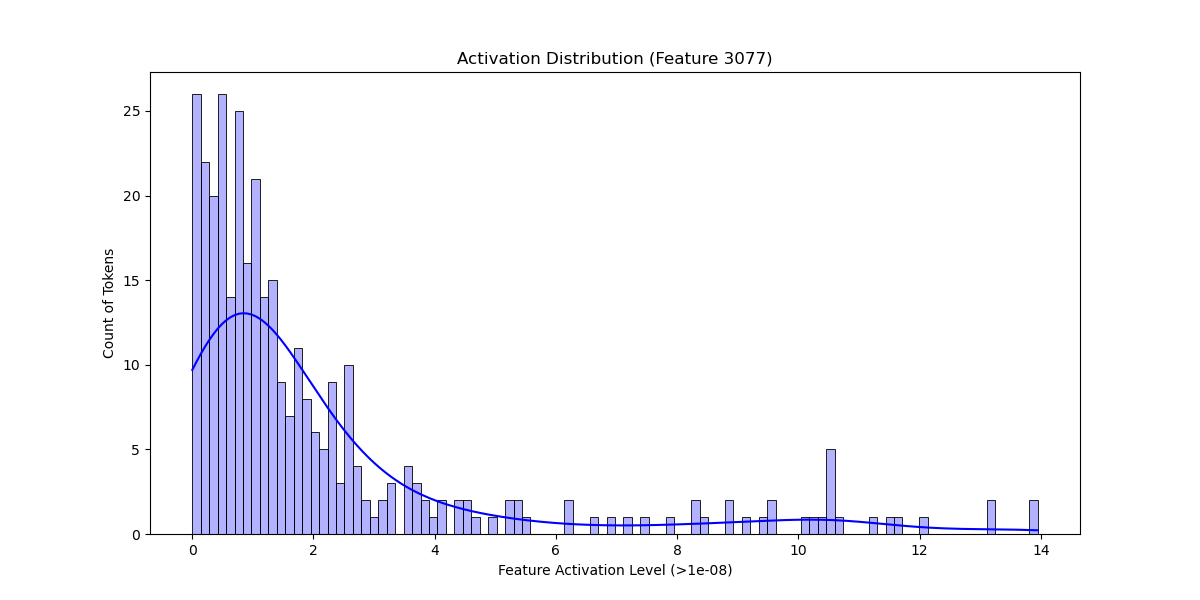 Activation Distribution (Feature 3077)
Count of Tokens
25
20
15
10
5
0
0 2 4 6 8 10 12 14
Feature Activation Level (>1e-08)